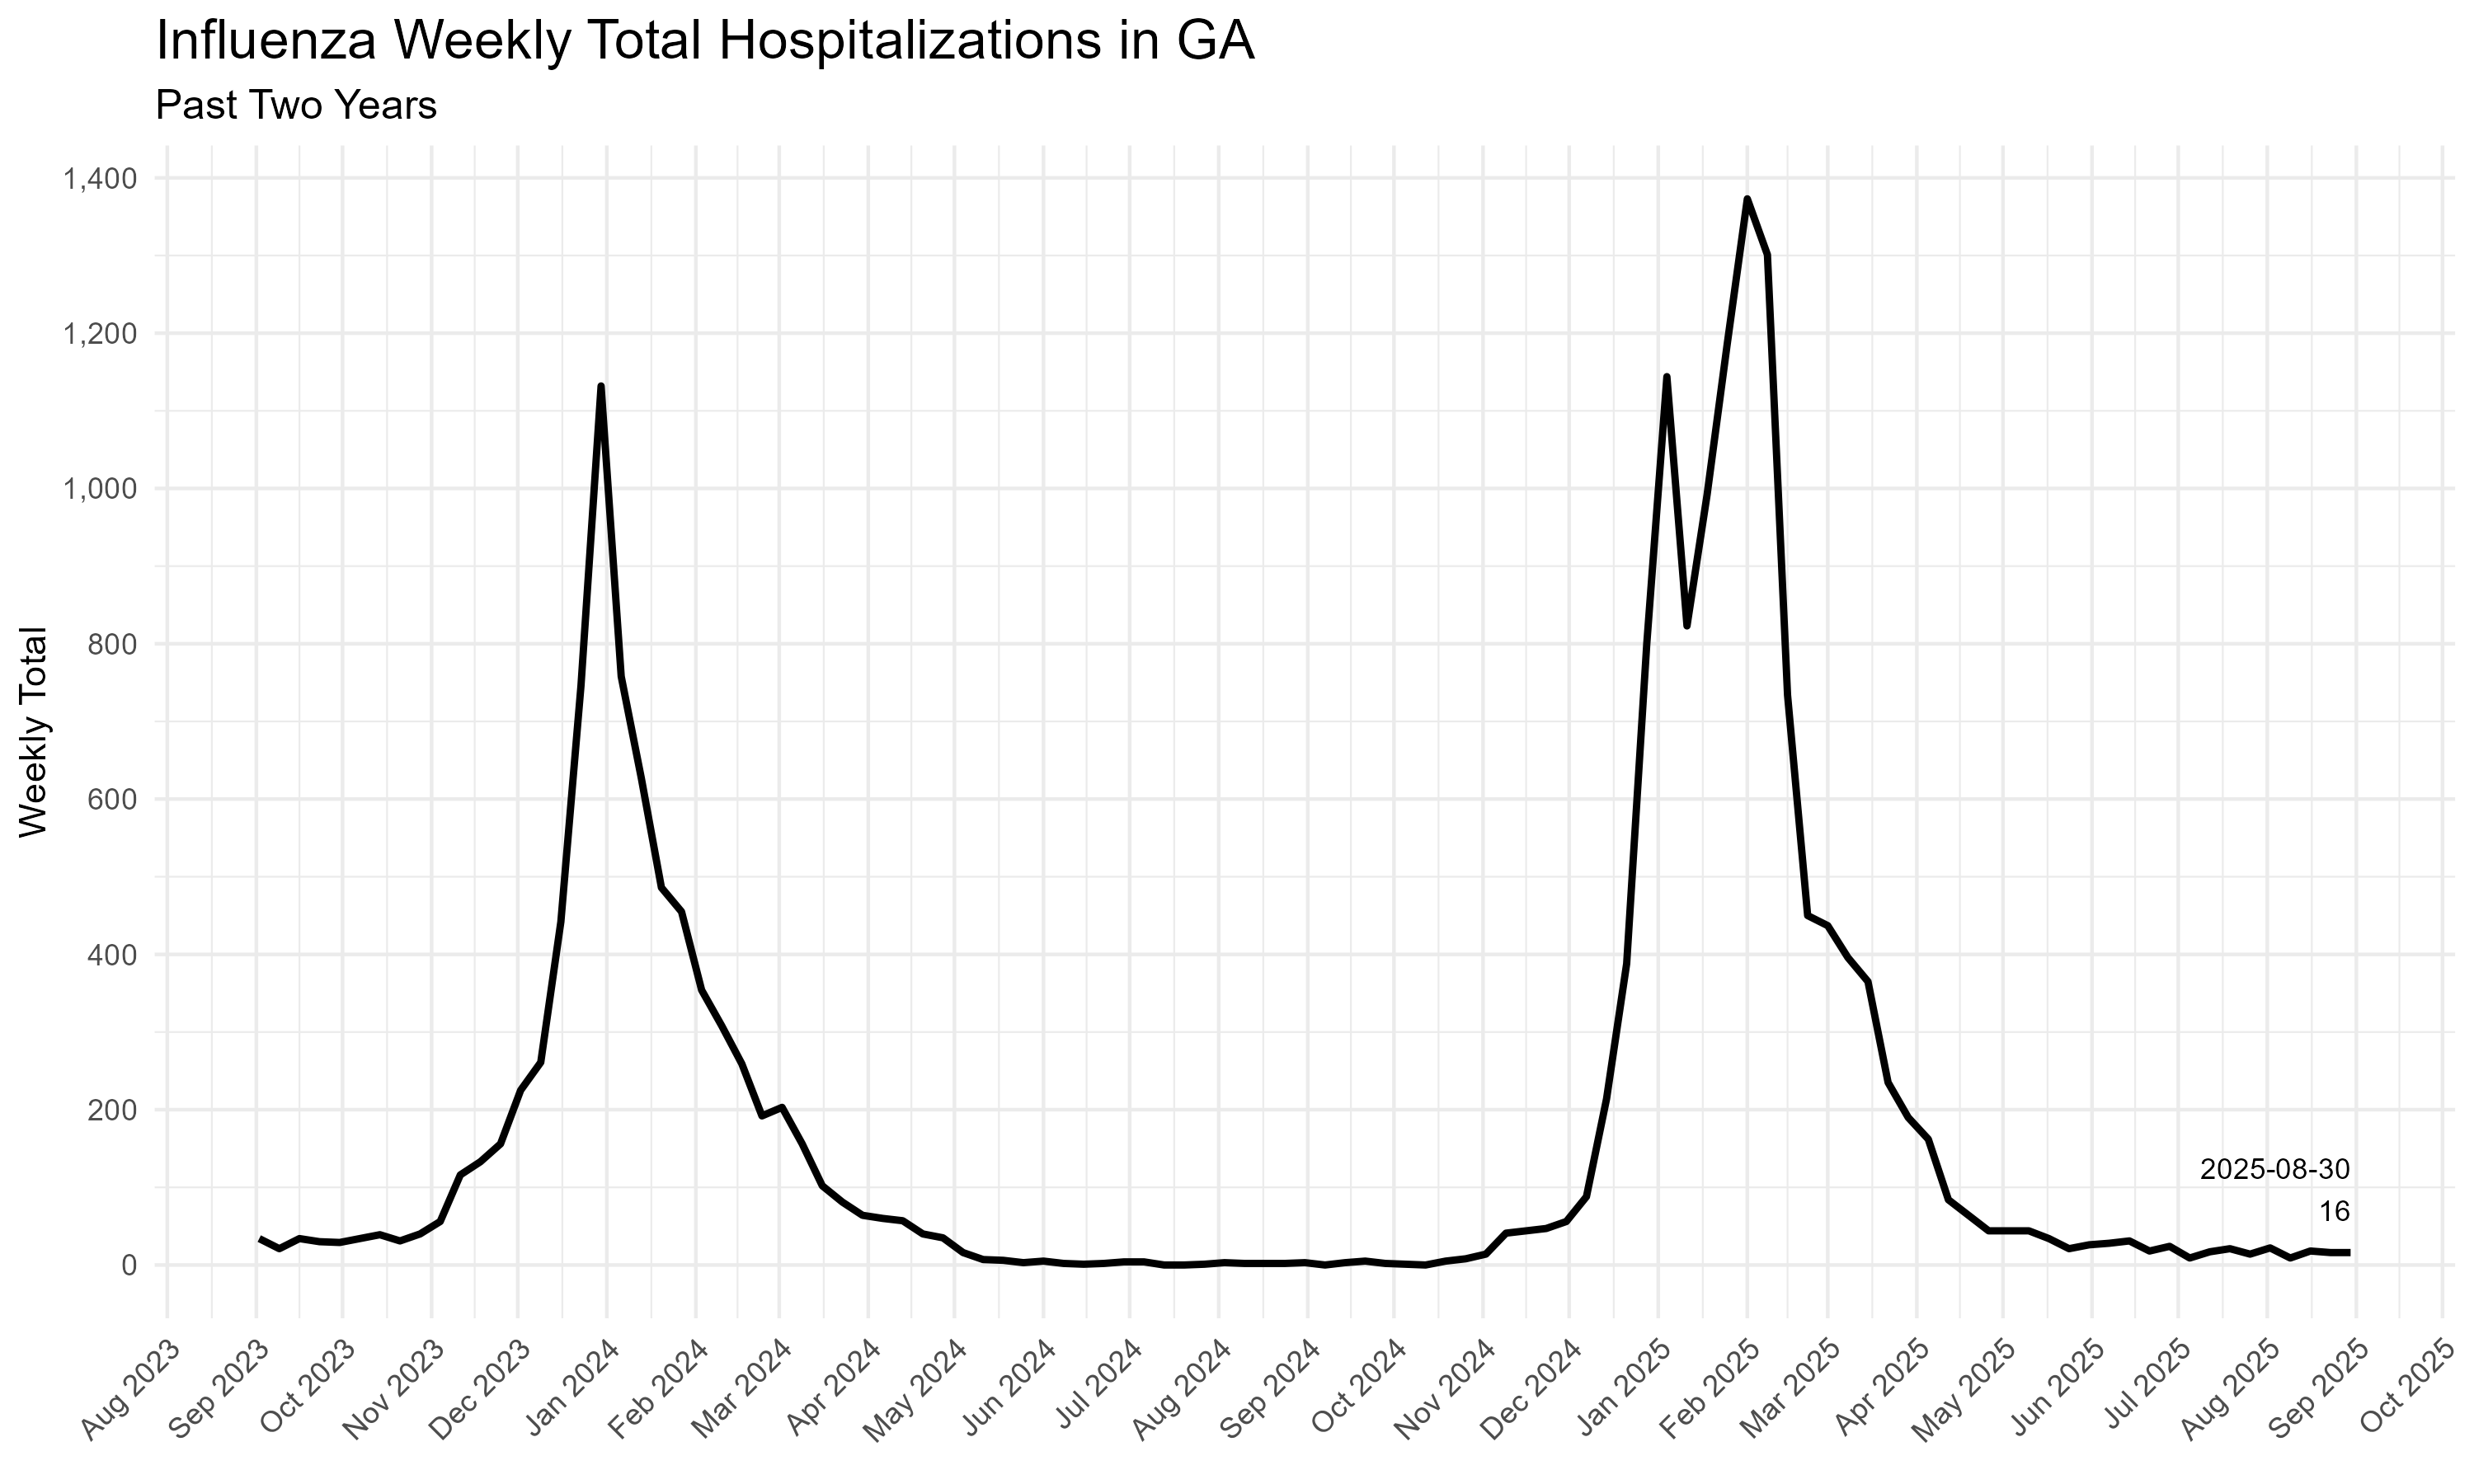 Influenza Weekly Total Hospitalizations in GA
Past Two Years
Weekly Total
1,400
1,200
1,000
800
600
400
200
0
2025-08-30
16
Aug 2023
Sep 2023
Oct 2023
Nov 2023
Dec 2023
Jan 2024
Feb 2024
Mar 2024
Apr 2024
May 2024
Jun 2024
Jul 2024
Aug 2024
Sep 2024
Oct 2024
Nov 2024
Dec 2024
Jan 2025
Feb 2025
Mar 2025
Apr 2025
May 2025
Jun 2025
Jul 2025
Aug 2025
Sep 2025
Oct 2025